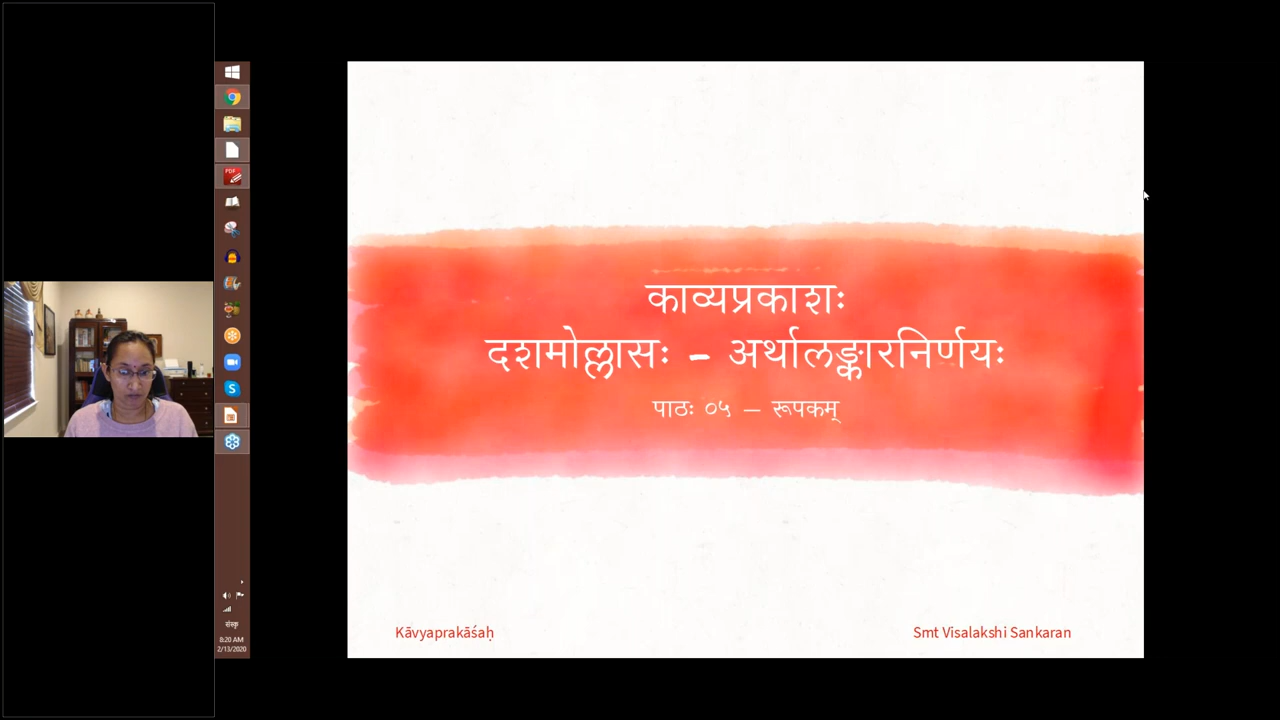 काव्यप्रकाशः
दशमोल्लासः – अर्थालङ्कारनिर्णयः
पाठः ०५ – रूपकम्
Kāvyaprakāśaḥ
Smt Visalakshi Sankaran
PDF
S
संस्कृ
8:20 AM
2/13/2020